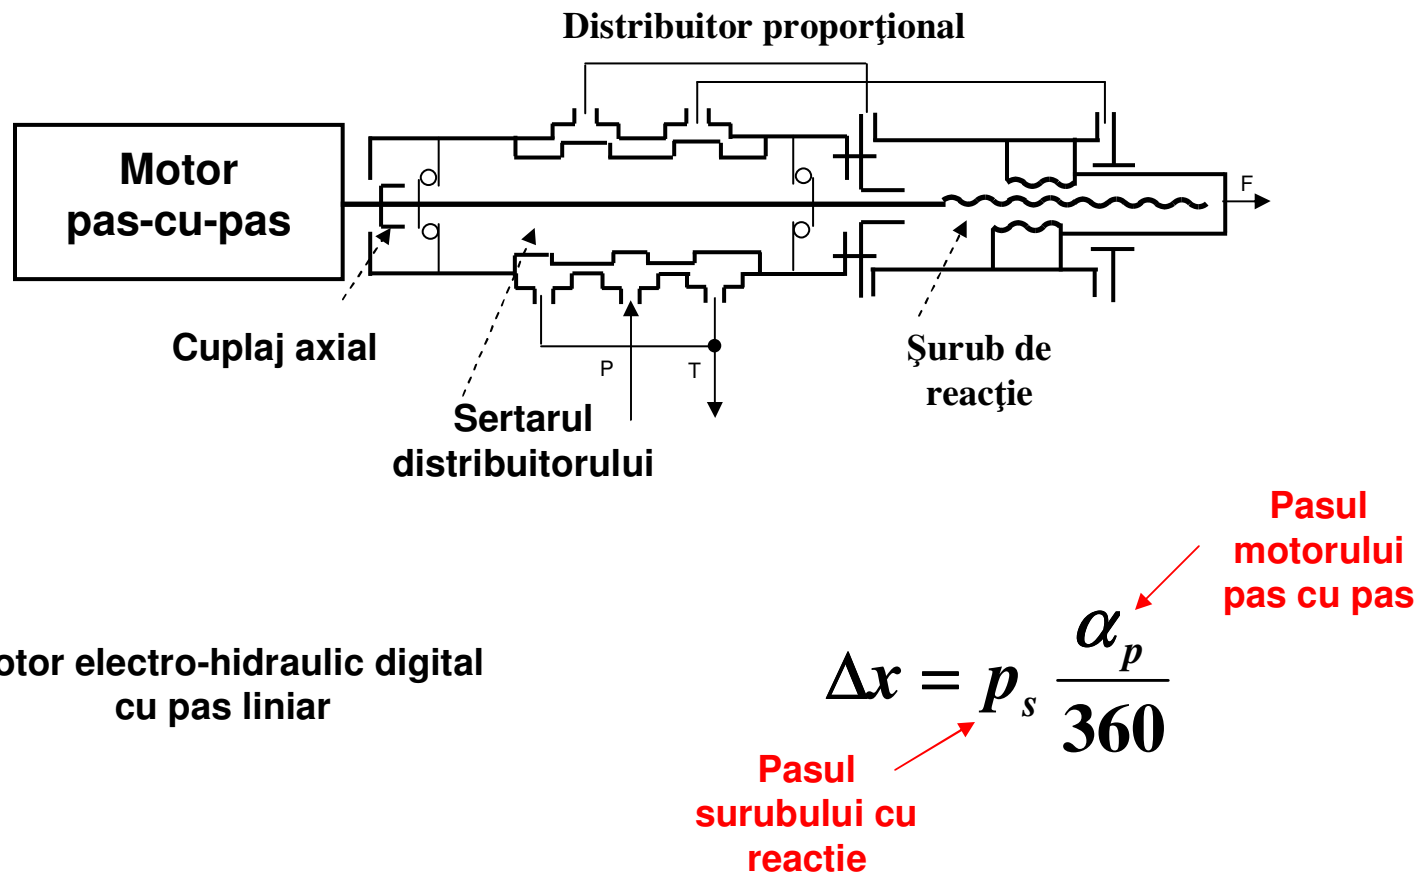 Distribuitor proporţional
Motor
pas-cu-pas
F
Cuplaj axial
P
T
Şurub de
reacţie
Sertarul
distribuitorului
Pasul
motorului
pas cu pas
otor electro-hidraulic digital
cu pas liniar
Δx = p_s α_p / 360
Pasul
surubului cu
reactie